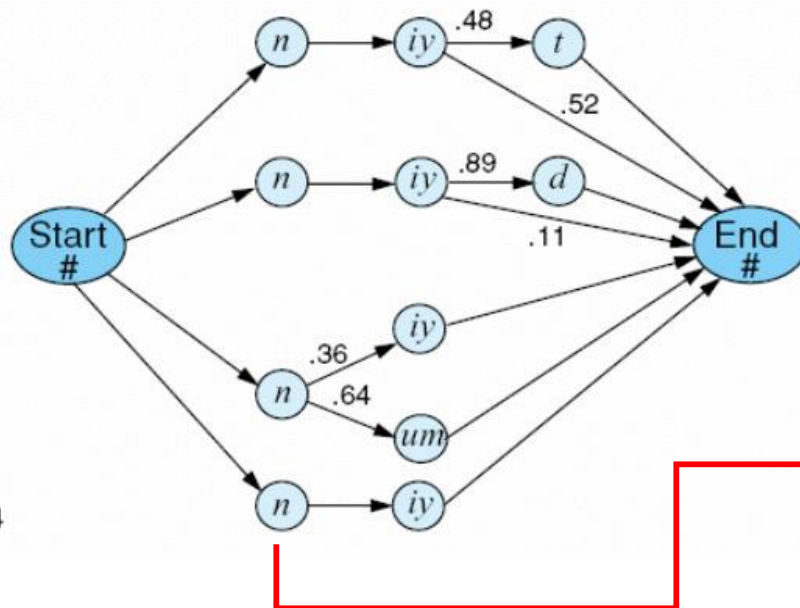 n iy .48 t
.52
n iy .89 d
.11
Start
#
End
#
iy
.36
n .64
um
n iy